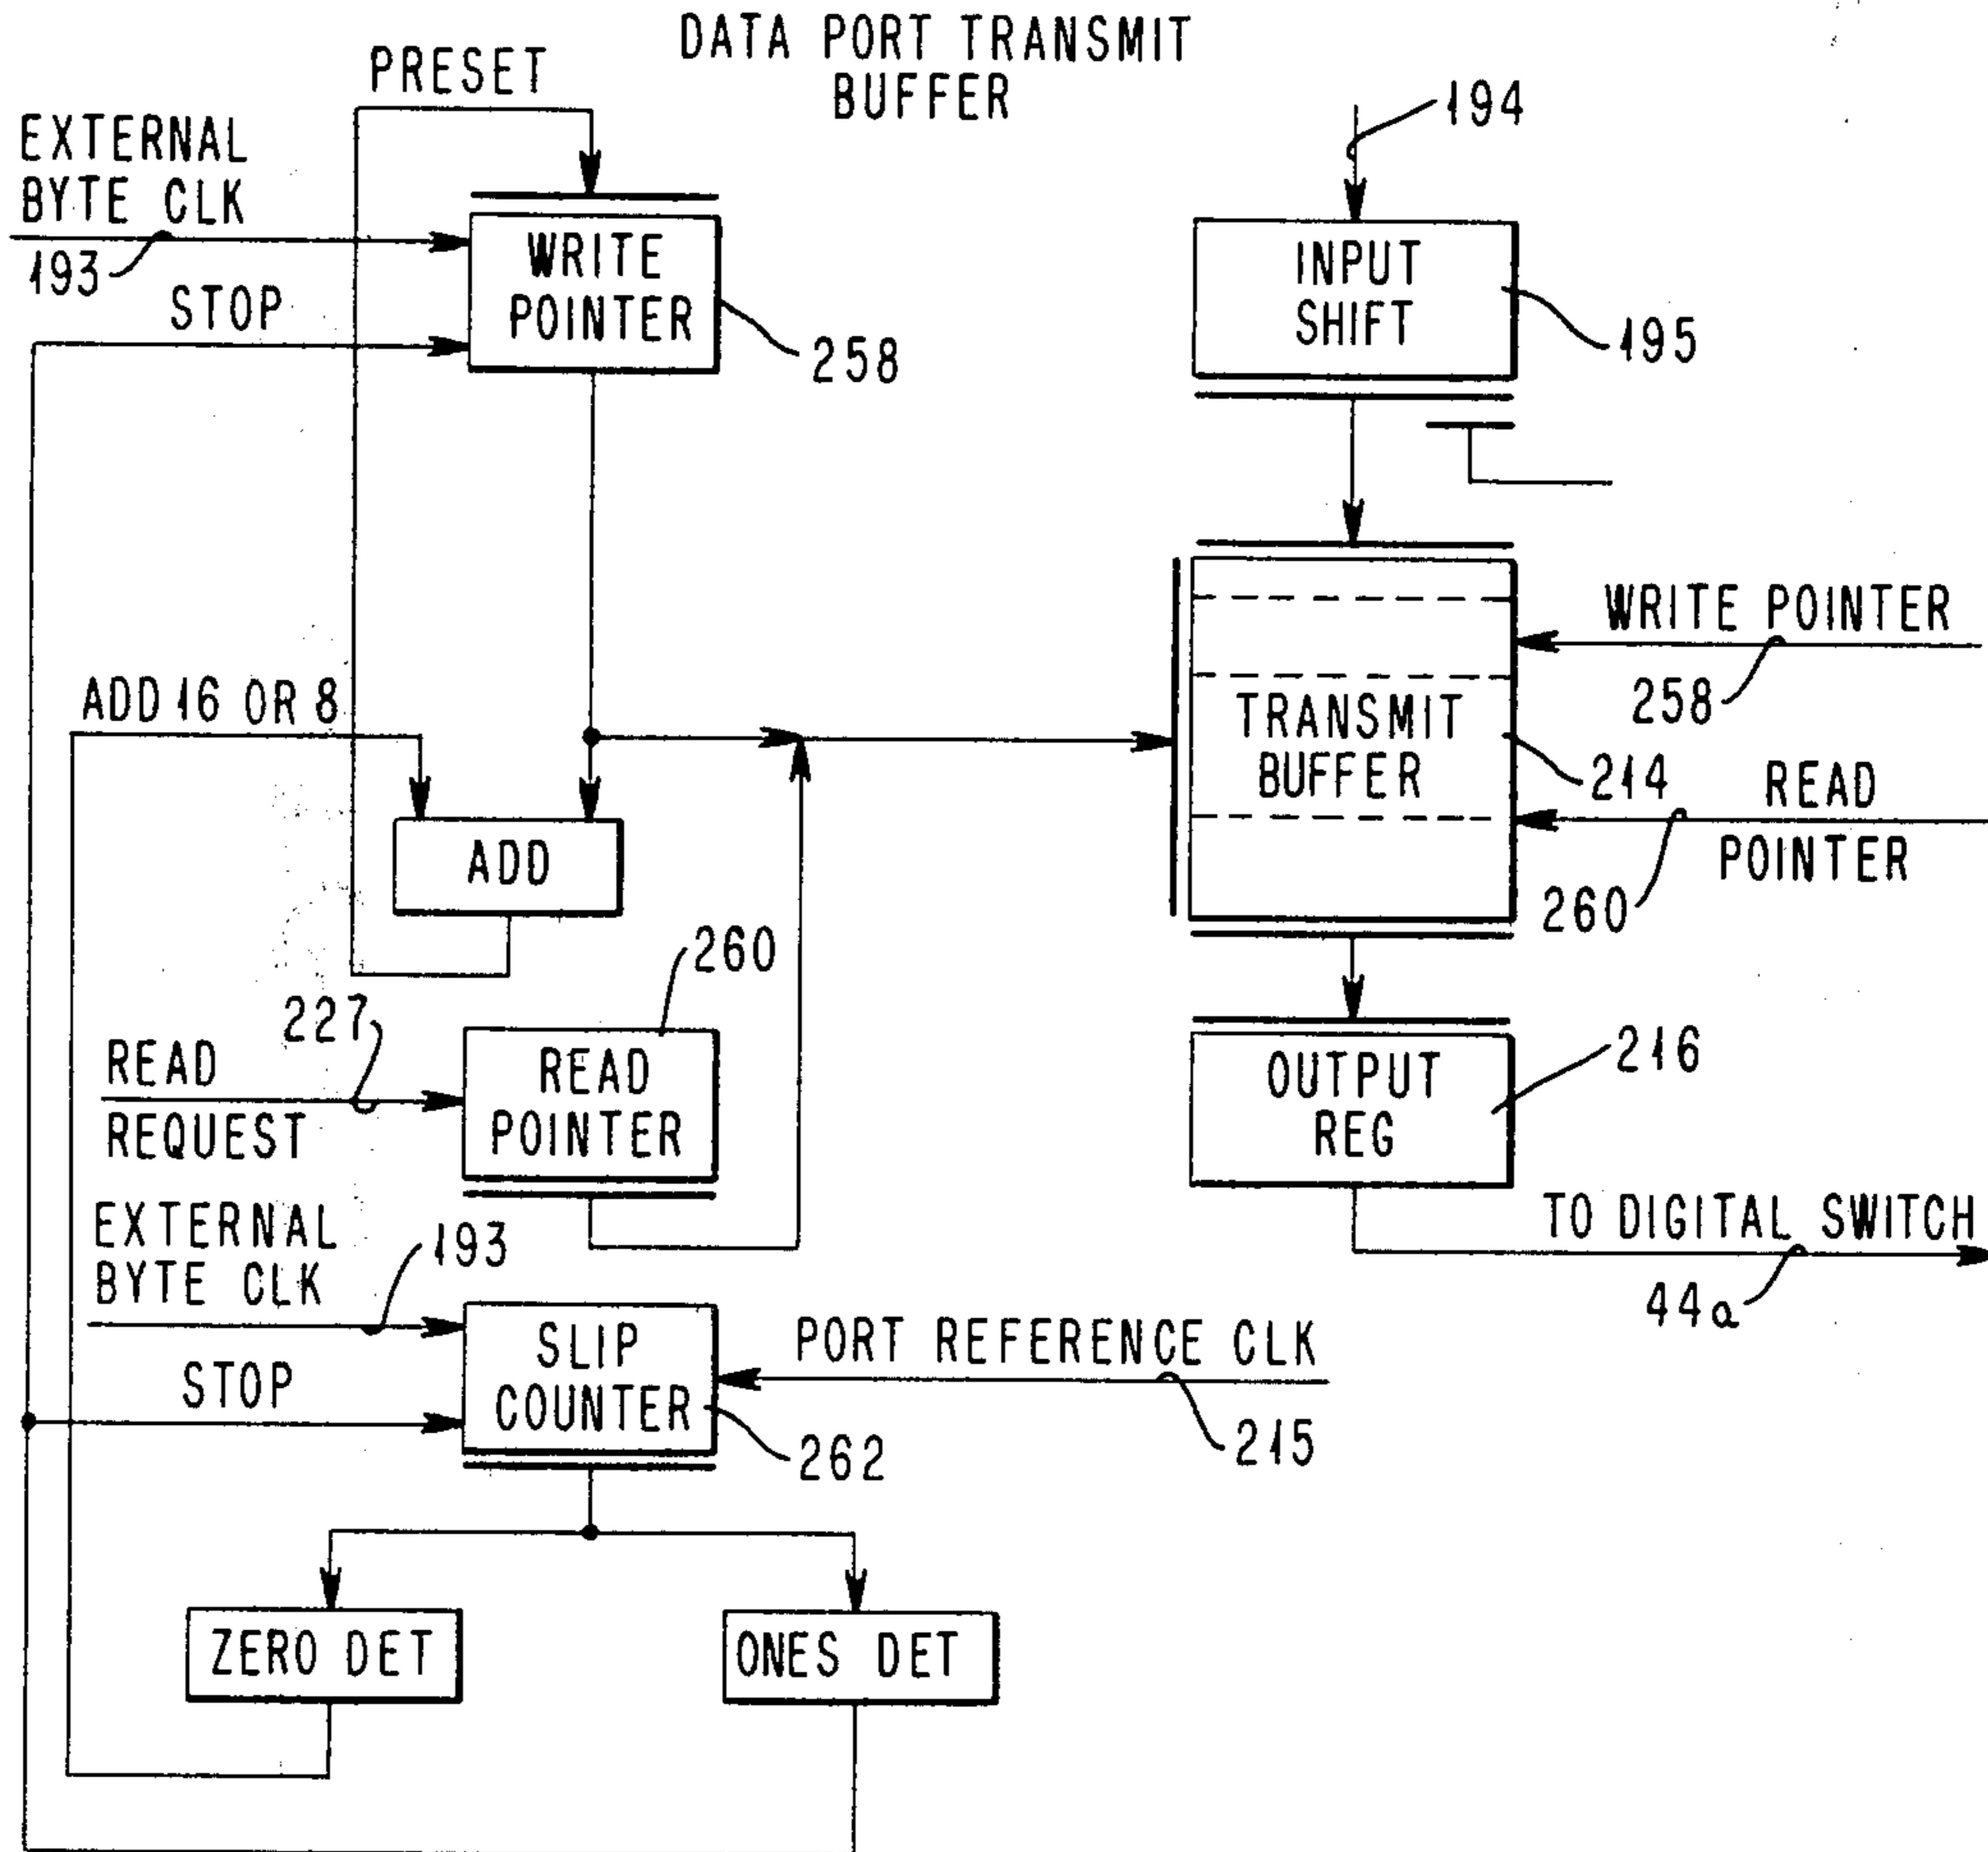 DATA PORT TRANSMIT
BUFFER
PRESET
EXTERNAL
BYTE CLK
193
STOP
WRITE
POINTER
258
194
INPUT
SHIFT
195
ADD 16 OR 8
ADD
TRANSMIT
BUFFER
214
WRITE POINTER
258
READ
POINTER
260
227
READ
REQUEST
READ
POINTER
260
OUTPUT
REG
216
TO DIGITAL SWITCH
44a
EXTERNAL
BYTE CLK
193
STOP
SLIP
COUNTER
262
PORT REFERENCE CLK
215
ZERO DET
ONES DET